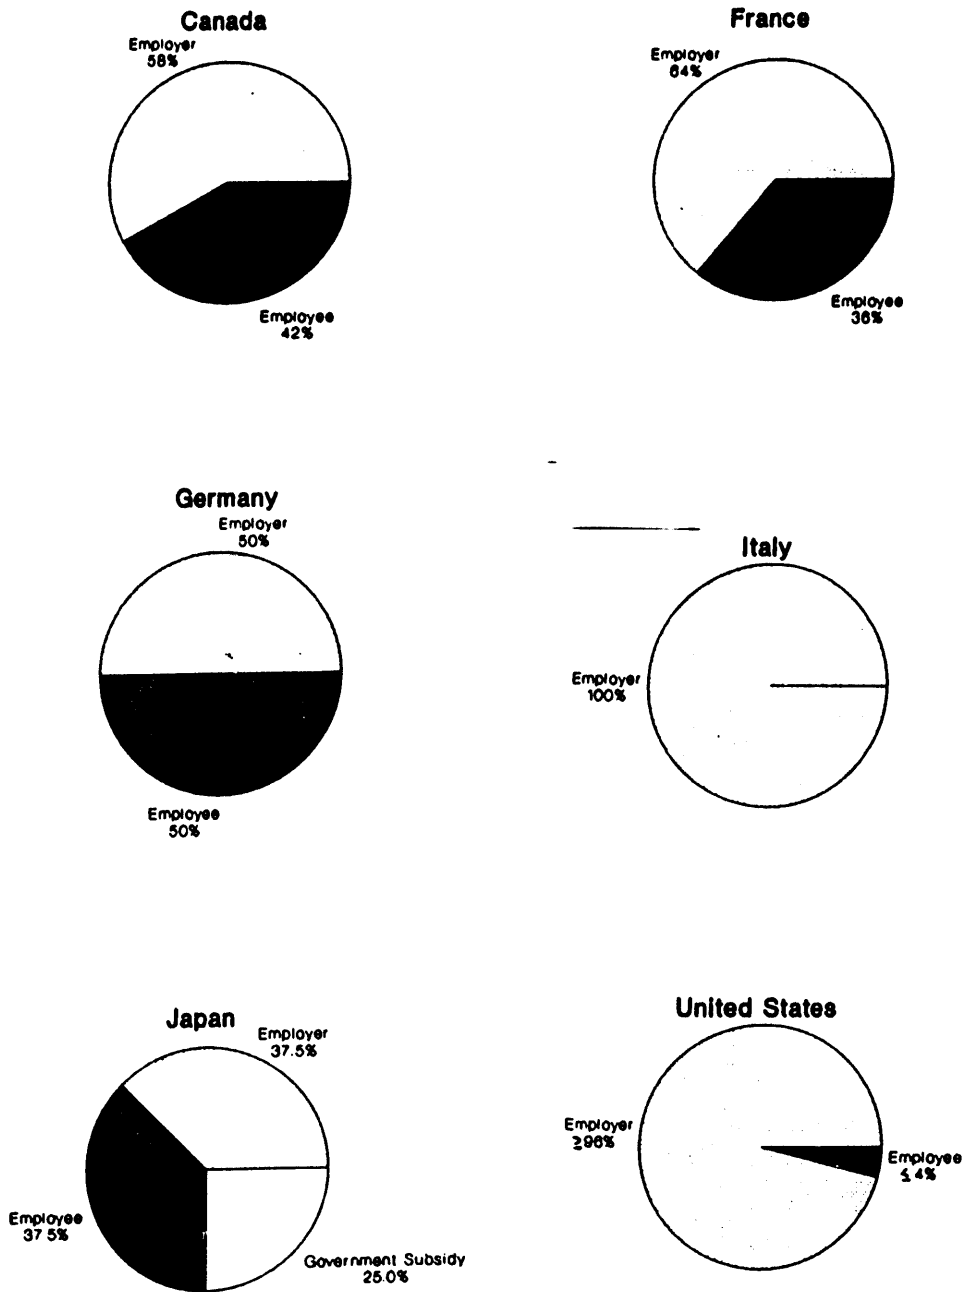 Canada
Employer
58%
Employee
42%
France
Employer
64%
Employee
36%
Germany
Employer
50%
Employee
50%
Italy
Employer
100%
Japan
Employer
37.5%
Employee
37.5%
Government Subsidy
25.0%
United States
Employer
≥96%
Employee
≤4%